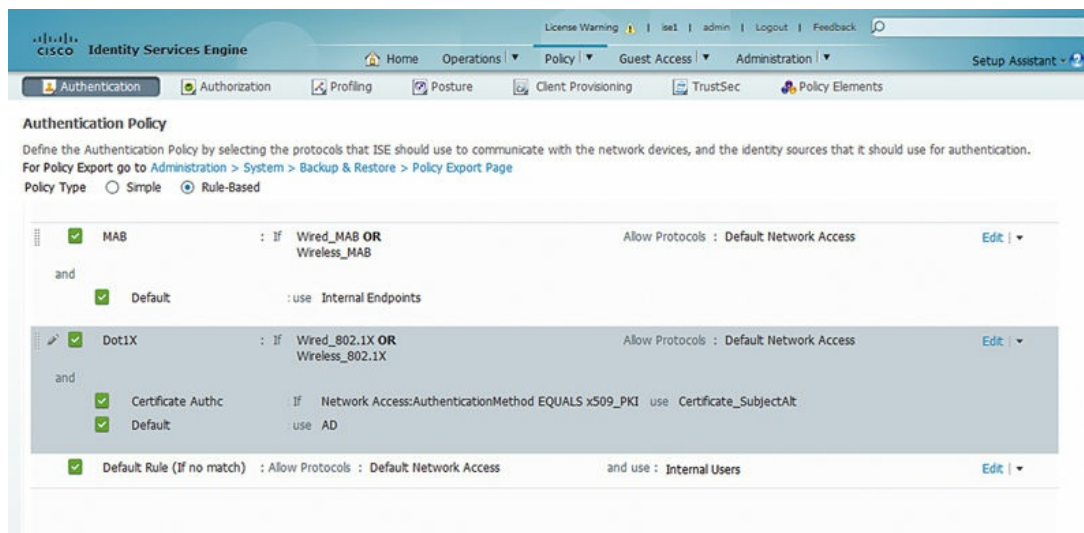 License Warning | ise1 | admin | Logout | Feedback
CISCO Identity Services Engine
Home Operations Policy Guest Access Administration Setup Assistant
Authentication Authorization Profiling Posture Client Provisioning TrustSec Policy Elements
Authentication Policy
Define the Authentication Policy by selecting the protocols that ISE should use to communicate with the network devices, and the identity sources that it should use for authentication.
For Policy Export go to Administration > System > Backup & Restore > Policy Export Page
Policy Type Simple Rule-Based
MAB : If Wired_MAB OR Allow Protocols : Default Network Access Edit |
Wireless_MAB
and
Default : use Internal Endpoints
Dot1X : If Wired_802.1X OR Allow Protocols : Default Network Access Edit |
Wireless_802.1X
and
Certificate Authc If Network Access:AuthenticationMethod EQUALS x509_PKI use Certificate_SubjectAlt
Default : use AD
Default Rule (If no match) : Allow Protocols : Default Network Access and use : Internal Users Edit |